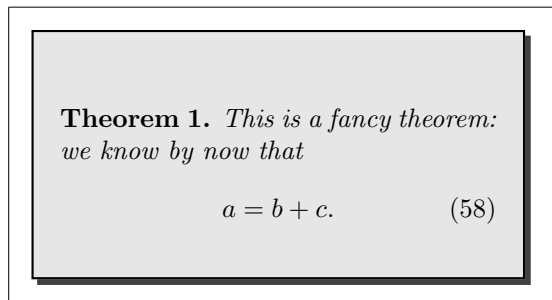 Theorem 1. This is a fancy theorem:
we know by now that
a = b + c. (58)